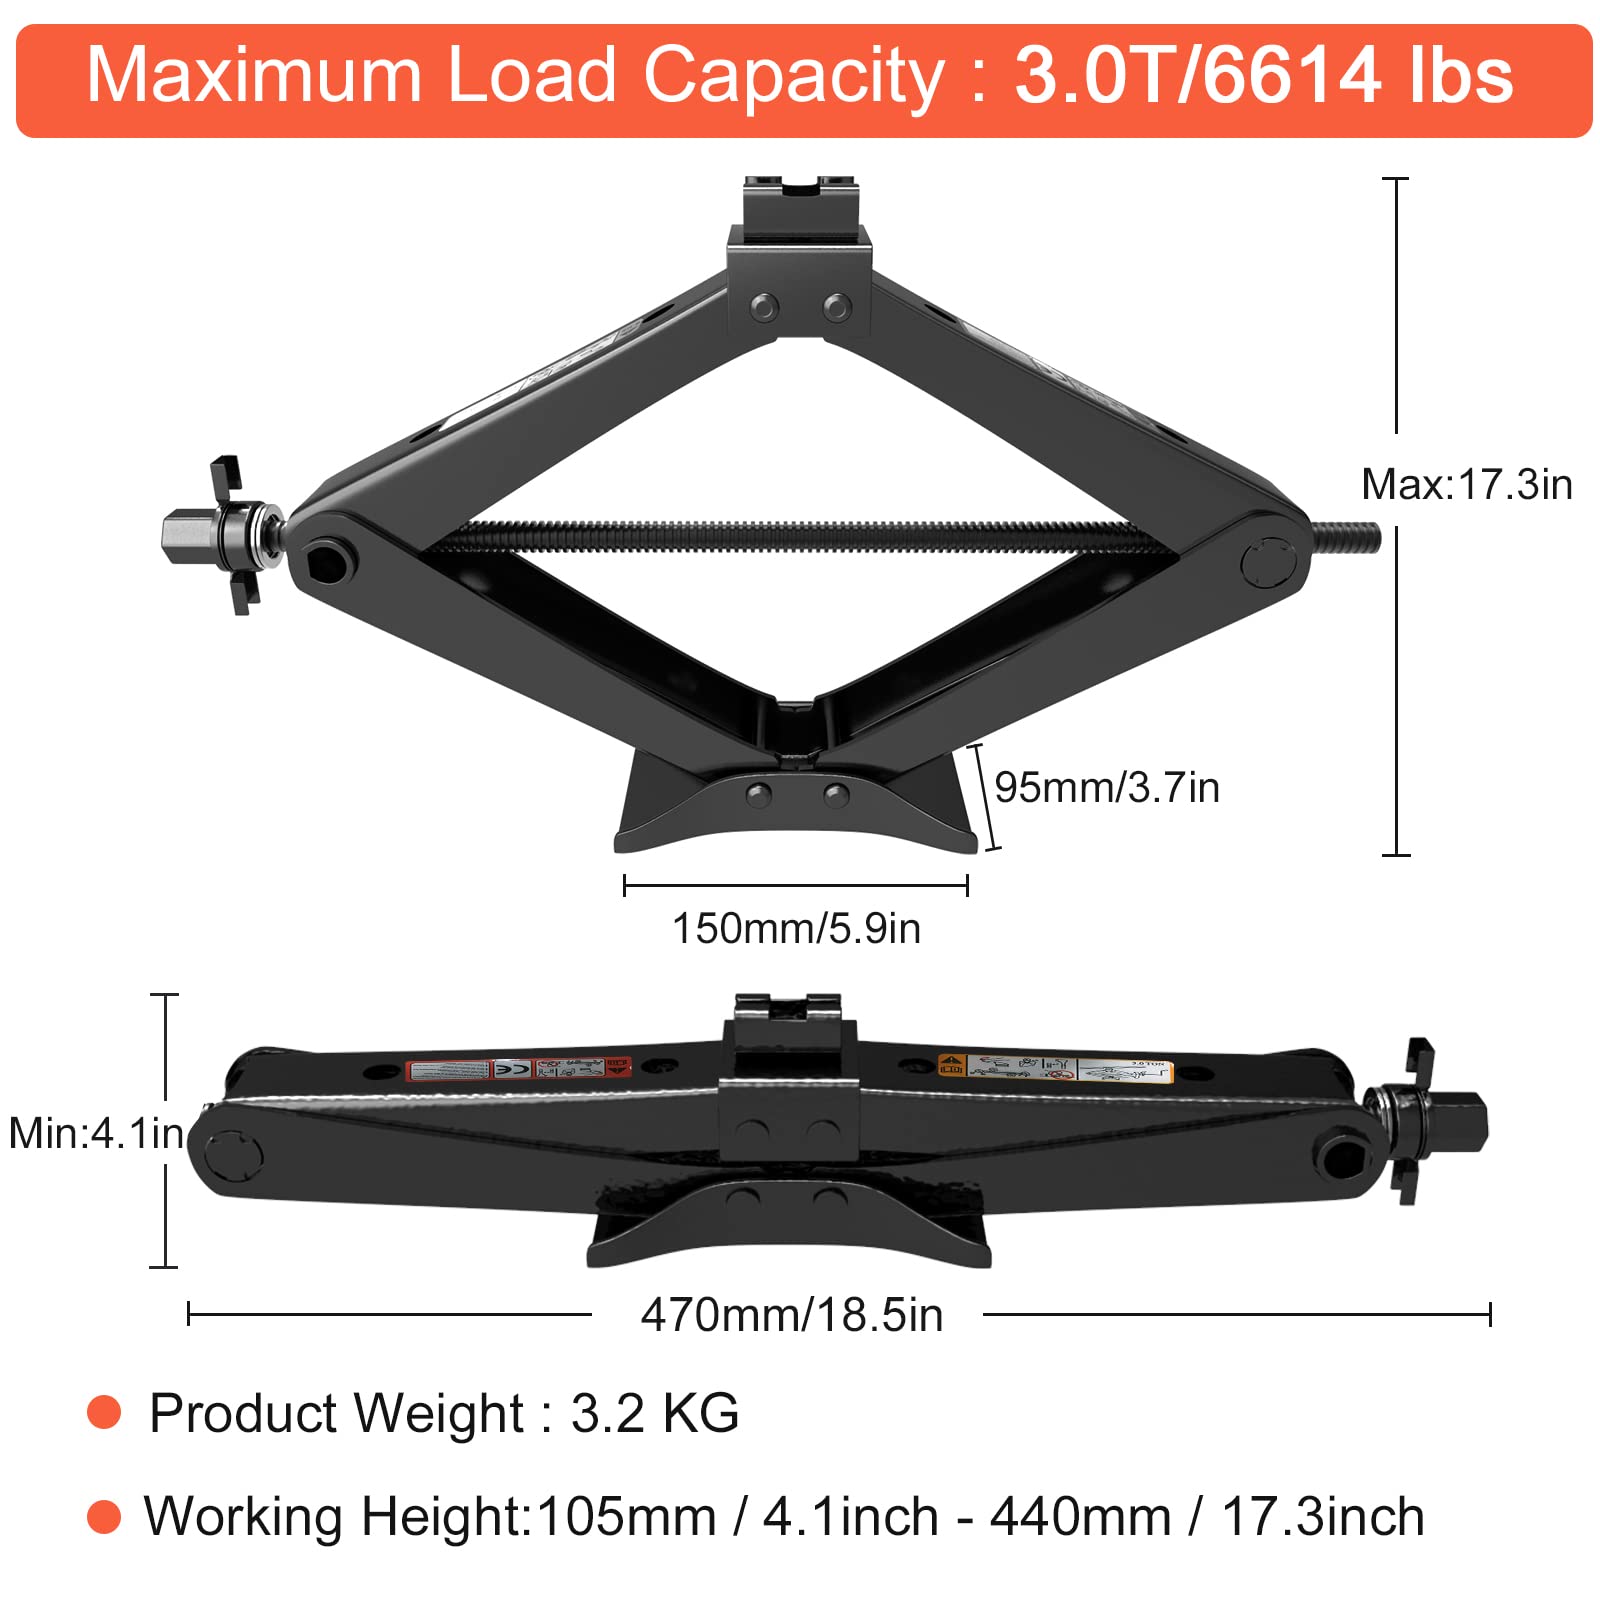 Maximum Load Capacity : 3.0T/6614 lbs
Max:17.3in
95mm/3.7in
150mm/5.9in
Min:4.1in
CE
470mm/18.5in
Product Weight : 3.2 KG
Working Height:105mm / 4.1inch - 440mm / 17.3inch